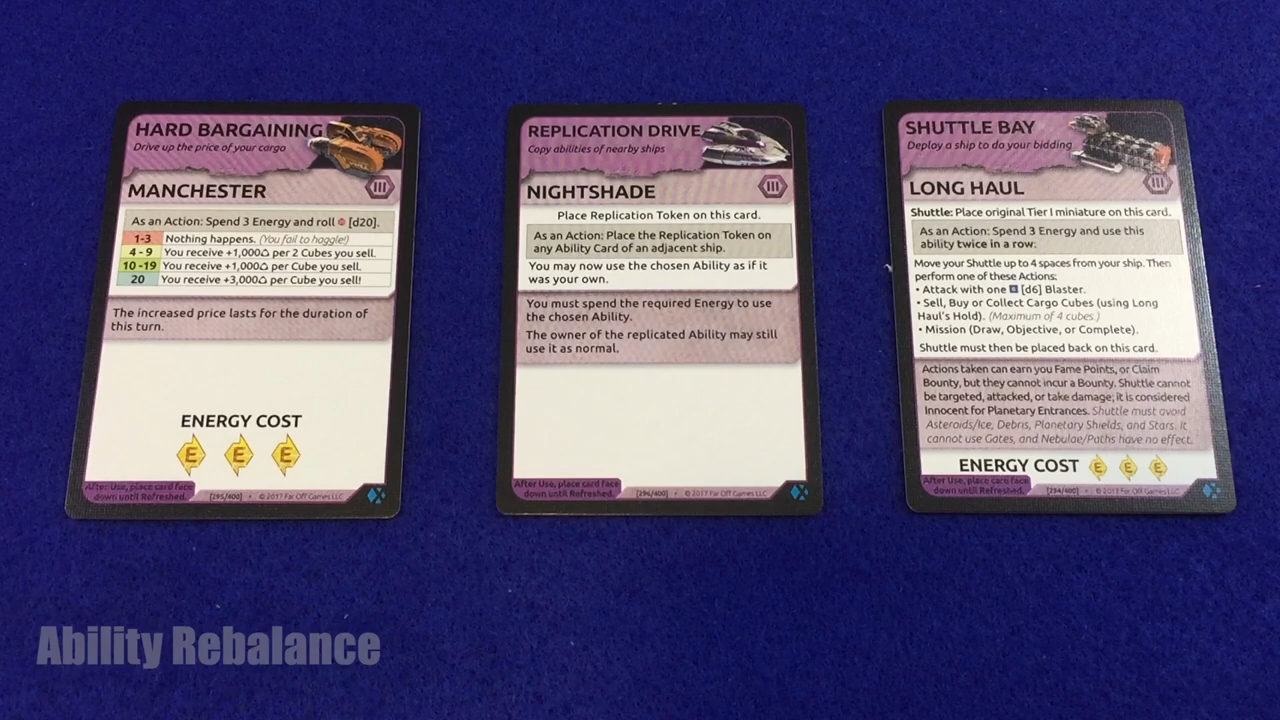 HARD BARGAINING
Drive up the price of your cargo
MANCHESTER
III
As an Action: Spend 3 Energy and roll [d20].
1-3 Nothing happens. (You fail to haggle!)
4 - 9 You receive +1,000 per 2 Cubes you sell.
10 -19 You receive +1,000 per Cube you sell.
20 You receive +3,000 per Cube you sell!
The increased price lasts for the duration of
this turn.
ENERGY COST
E E E
After Use, place card face
down until Refreshed.
[295/400] • © 2017 Far Off Games LLC
REPLICATION DRIVE
Copy abilities of nearby ships
NIGHTSHADE
III
Place Replication Token on this card.
As an Action: Place the Replication Token on
any Ability Card of an adjacent ship.
You may now use the chosen Ability as if it
was your own.
You must spend the required Energy to use
the chosen Ability.
The owner of the replicated Ability may still
use it as normal.
After Use, place card face
down until Refreshed.
[296/400] • © 2017 Far Off Games LLC
SHUTTLE BAY
Deploy a ship to do your bidding
LONG HAUL
III
Shuttle: Place original Tier I miniature on this card.
As an Action: Spend 3 Energy and use this
ability twice in a row:
Move your Shuttle up to 4 spaces from your ship. Then
perform one of these Actions:
• Attack with one [d6] Blaster.
• Sell, Buy or Collect Cargo Cubes (using Long
Haul's Hold). (Maximum of 4 cubes.)
• Mission (Draw, Objective, or Complete).
Shuttle must then be placed back on this card.
Actions taken can earn you Fame Points, or Claim
Bounty, but they cannot incur a Bounty. Shuttle cannot
be targeted, attacked, or take damage; it is considered
Innocent for Planetary Entrances. Shuttle must avoid
Asteroids/Ice, Debris, Planetary Shields, and Stars. It
cannot use Gates, and Nebulae/Paths have no effect.
ENERGY COST E E E
After Use, place card face
down until Refreshed.
[294/400] • © 2017 Far Off Games LLC
Ability Rebalance